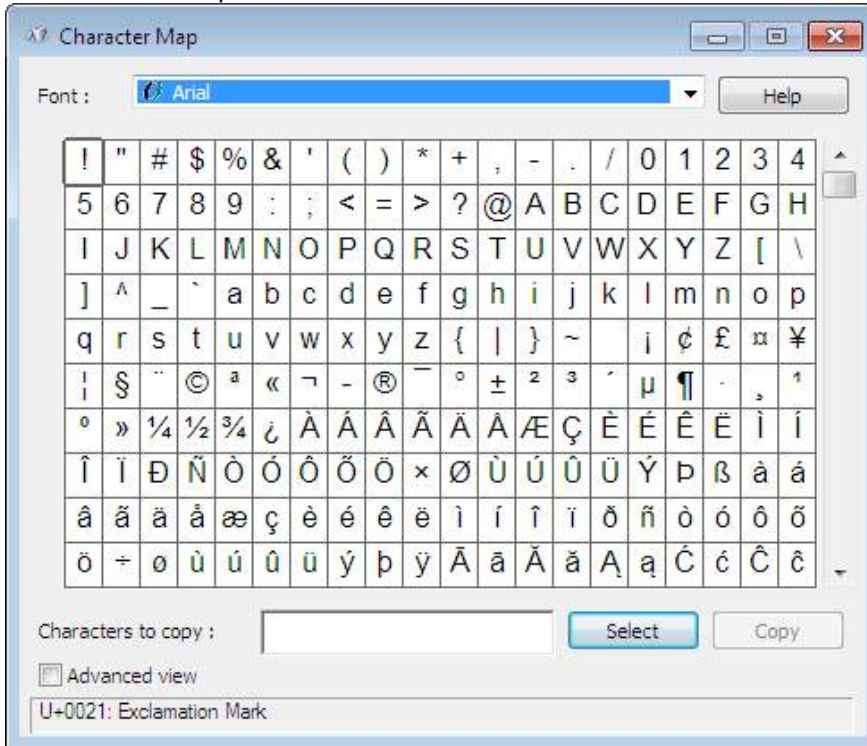 Character Map
Font : Arial Help
! " # $ % & ' ( ) * + , - . / 0 1 2 3 4
5 6 7 8 9 : ; < = > ? @ A B C D E F G H
I J K L M N O P Q R S T U V W X Y Z [ \
] ^ _ ` a b c d e f g h i j k l m n o p
q r s t u v w x y z { | } ~ ¡ ¢ £ ¤ ¥
¦ § ¨ © ª « ¬ - ® ¯ ° ± ² ³ ´ µ ¶ · ¸ ¹
º » ¼ ½ ¾ ¿ À Á Â Ã Ä Å Æ Ç È É Ê Ë Ì Í
Î Ï Ð Ñ Ò Ó Ô Õ Ö × Ø Ù Ú Û Ü Ý Þ ß à á
â ã ä å æ ç è é ê ë ì í î ï ð ñ ò ó ô õ
ö ÷ ø ù ú û ü ý þ ÿ Ā ā Ă ă Ą ą Ć ć Ĉ ĉ
Characters to copy : Select Copy
Advanced view
U+0021: Exclamation Mark